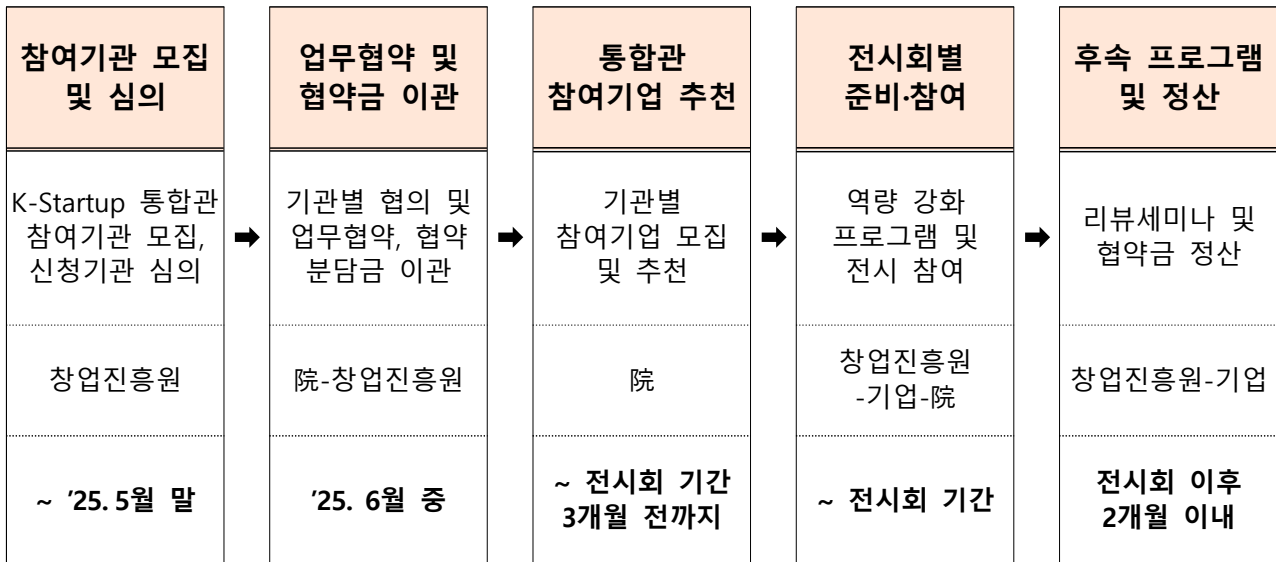 참여기관 모집
및 심의
업무협약 및
협약금 이관
통합관
참여기업 추천
전시회별
준비·참여
후속 프로그램
및 정산
K-Startup 통합관
참여기관 모집,
신청기관 심의
➡
기관별 협의 및
업무협약, 협약
분담금 이관
➡
기관별
참여기업 모집
및 추천
➡
역량 강화
프로그램 및
전시 참여
➡
리뷰세미나 및
협약금 정산
창업진흥원
院-창업진흥원
院
창업진흥원
-기업-院
창업진흥원-기업
~ ’25. 5월 말
’25. 6월 중
~ 전시회 기간
3개월 전까지
~ 전시회 기간
전시회 이후
2개월 이내